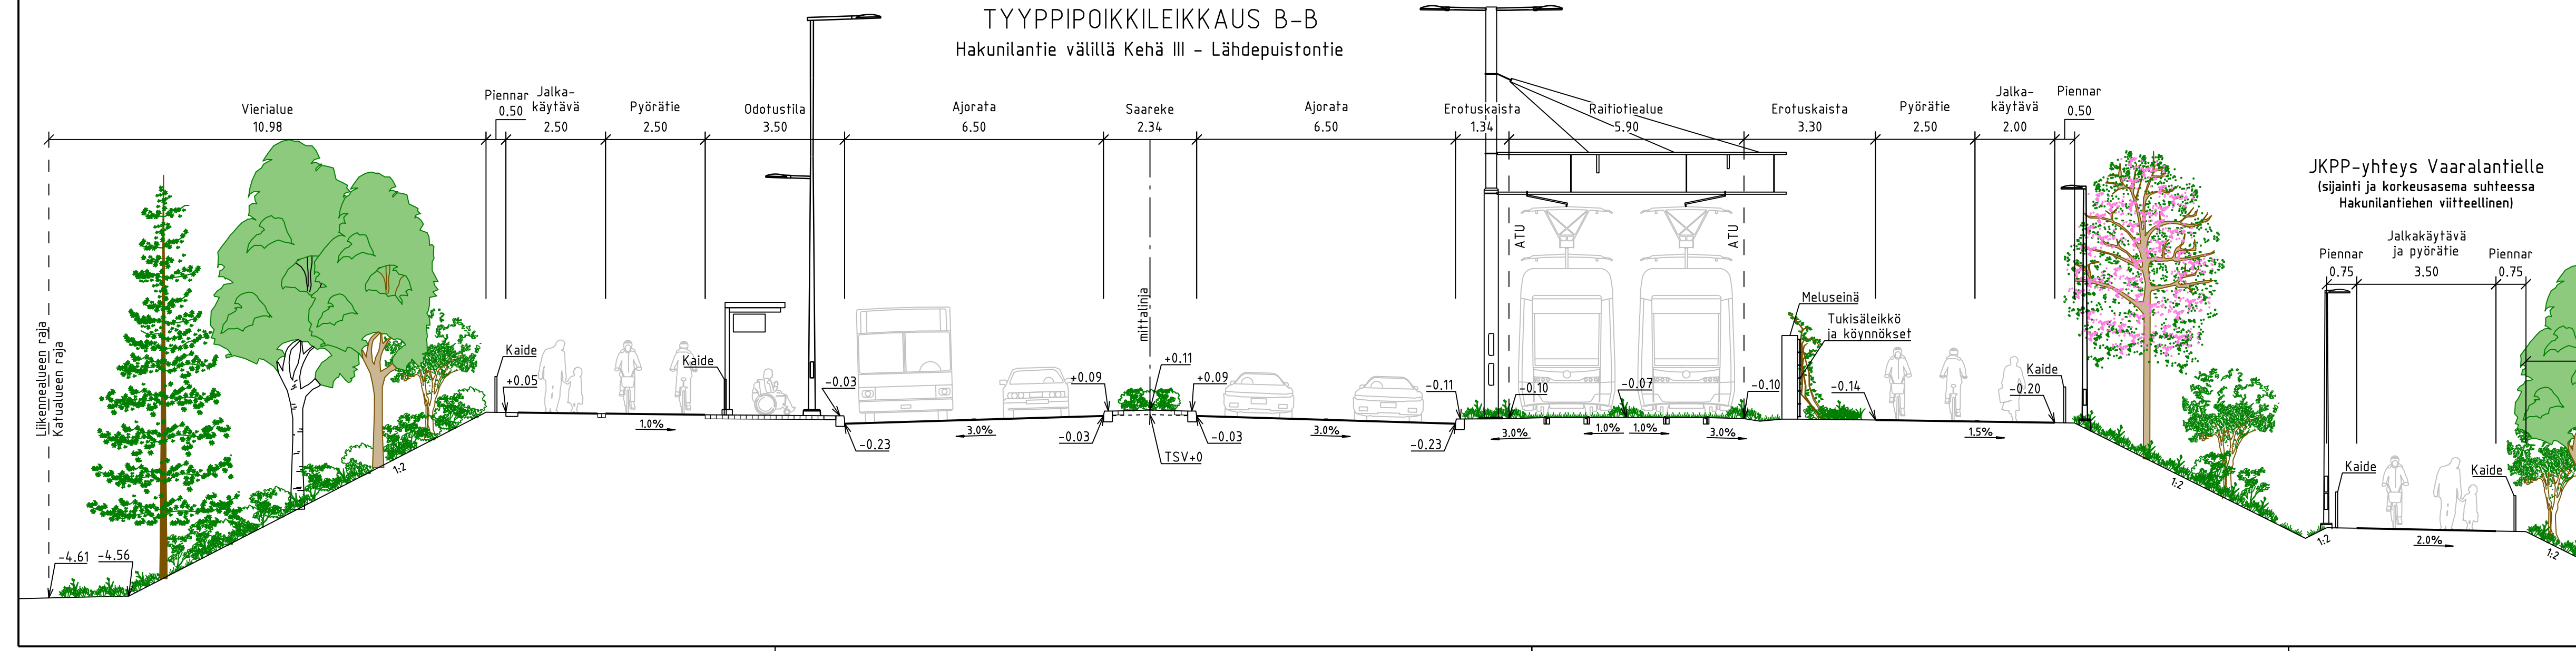 TYYPPIPOIKKILEIKKAUS B-B
Hakunilantie välillä Kehä III - Lähdepuistontie
Vierialue
10.98
Piennar
0.50
Jalka-
käytävä
2.50
Pyörätie
2.50
Odotustila
3.50
Ajorata
6.50
Saareke
2.34
Ajorata
6.50
Erotuskaista
1.34
Raitiotiealue
5.90
Erotuskaista
3.30
Pyörätie
2.50
Jalka-
käytävä
2.00
Piennar
0.50
JKPP-yhteys Vaaralantielle
(sijainti ja korkeusasema suhteessa
Hakunilantiehen viitteellinen)
Piennar
0.75
Jalkakäytävä
ja pyörätie
3.50
Piennar
0.75
Liikennealueen raja
Katualueen raja
-4.61
-4.56
1:2
Kaide
+0.05
Kaide
1.0%
-0.03
-0.23
3.0%
+0.09
-0.03
mittalinja
+0.11
TSV+0
+0.09
-0.03
3.0%
-0.11
-0.23
ATU
-0.10
3.0%
1.0%
-0.07
1.0%
ATU
-0.10
3.0%
Meluseinä
Tukisäleikkö
ja köynnökset
-0.14
1.5%
Kaide
-0.20
1:2
1:2
Kaide
2.0%
Kaide
1:2